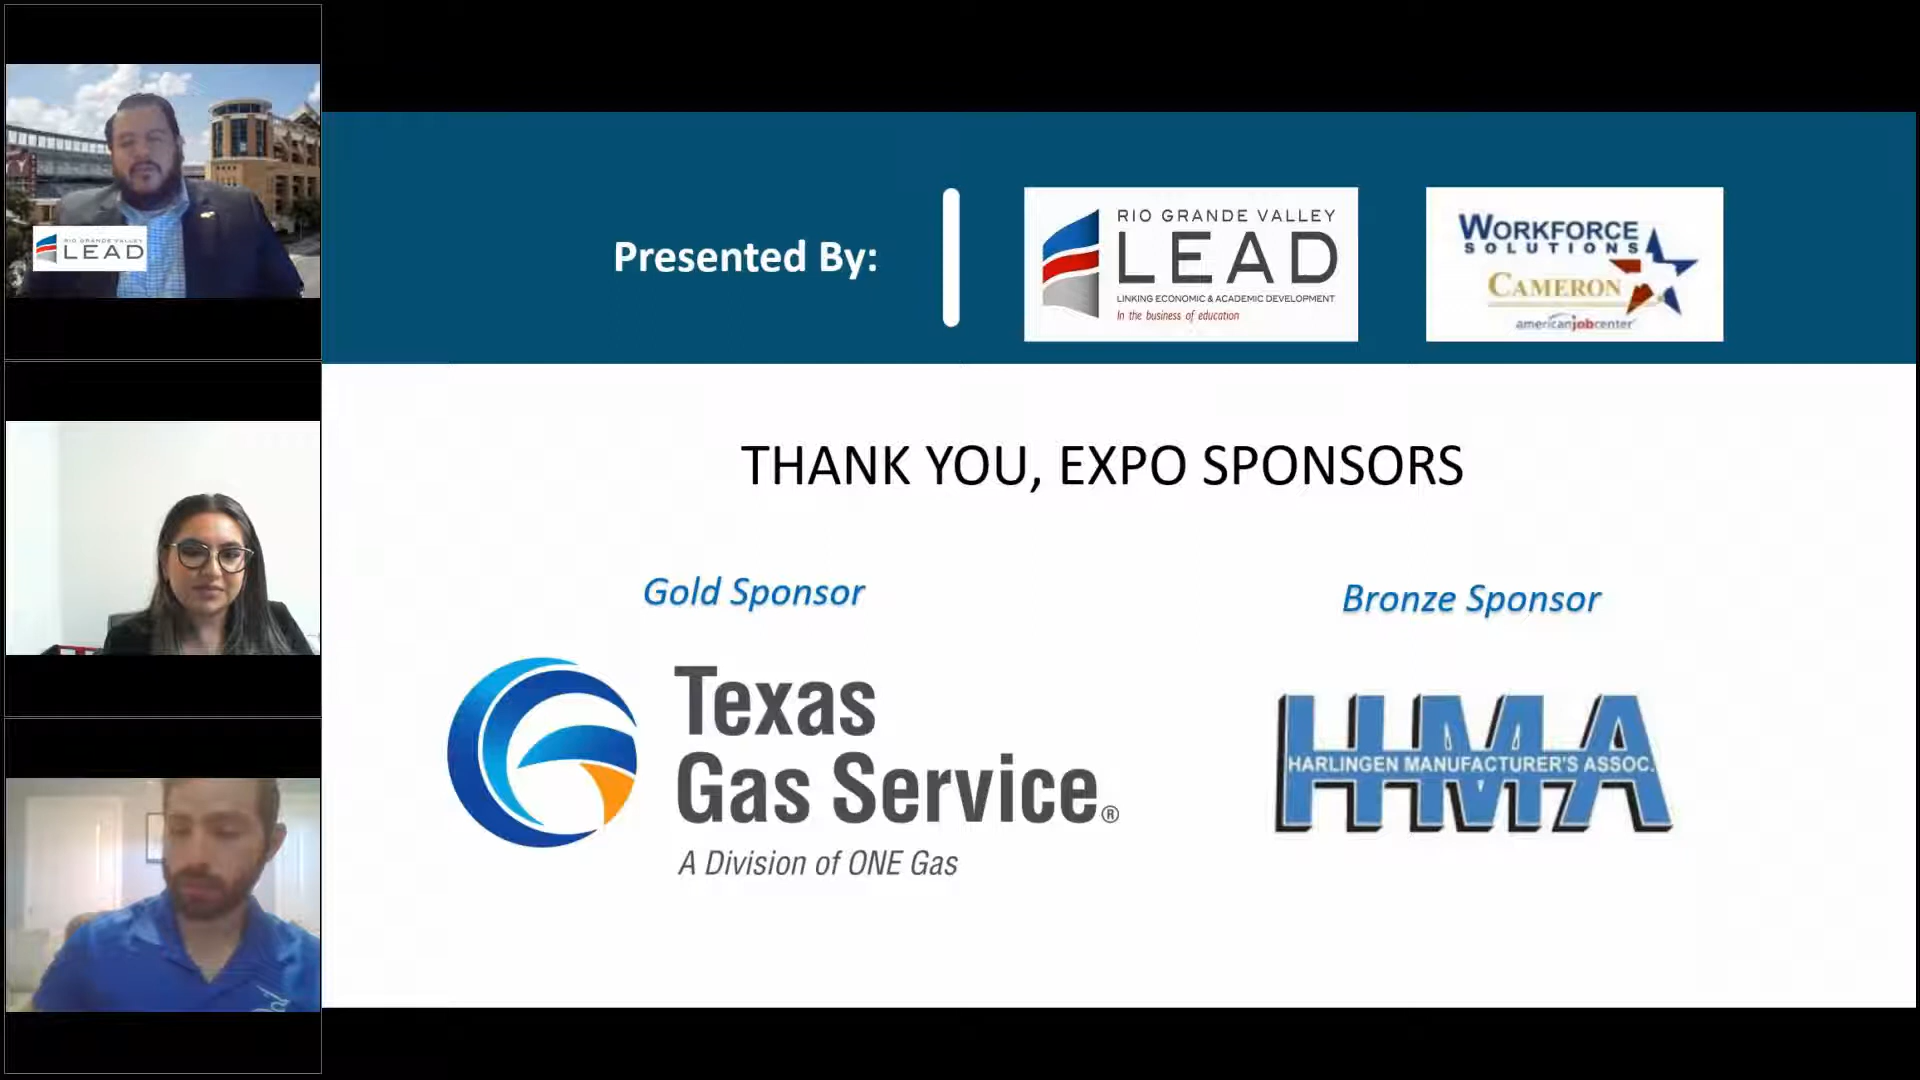 RIO GRANDE VALLEY
LEAD
Presented By:
RIO GRANDE VALLEY
LEAD
LINKING ECONOMIC & ACADEMIC DEVELOPMENT
In the business of education
WORKFORCE
SOLUTIONS
CAMERON
americanjobcenter
THANK YOU, EXPO SPONSORS
Gold Sponsor
Bronze Sponsor
Texas
Gas Service®
A Division of ONE Gas
HMA
HARLINGEN MANUFACTURER'S ASSOC.